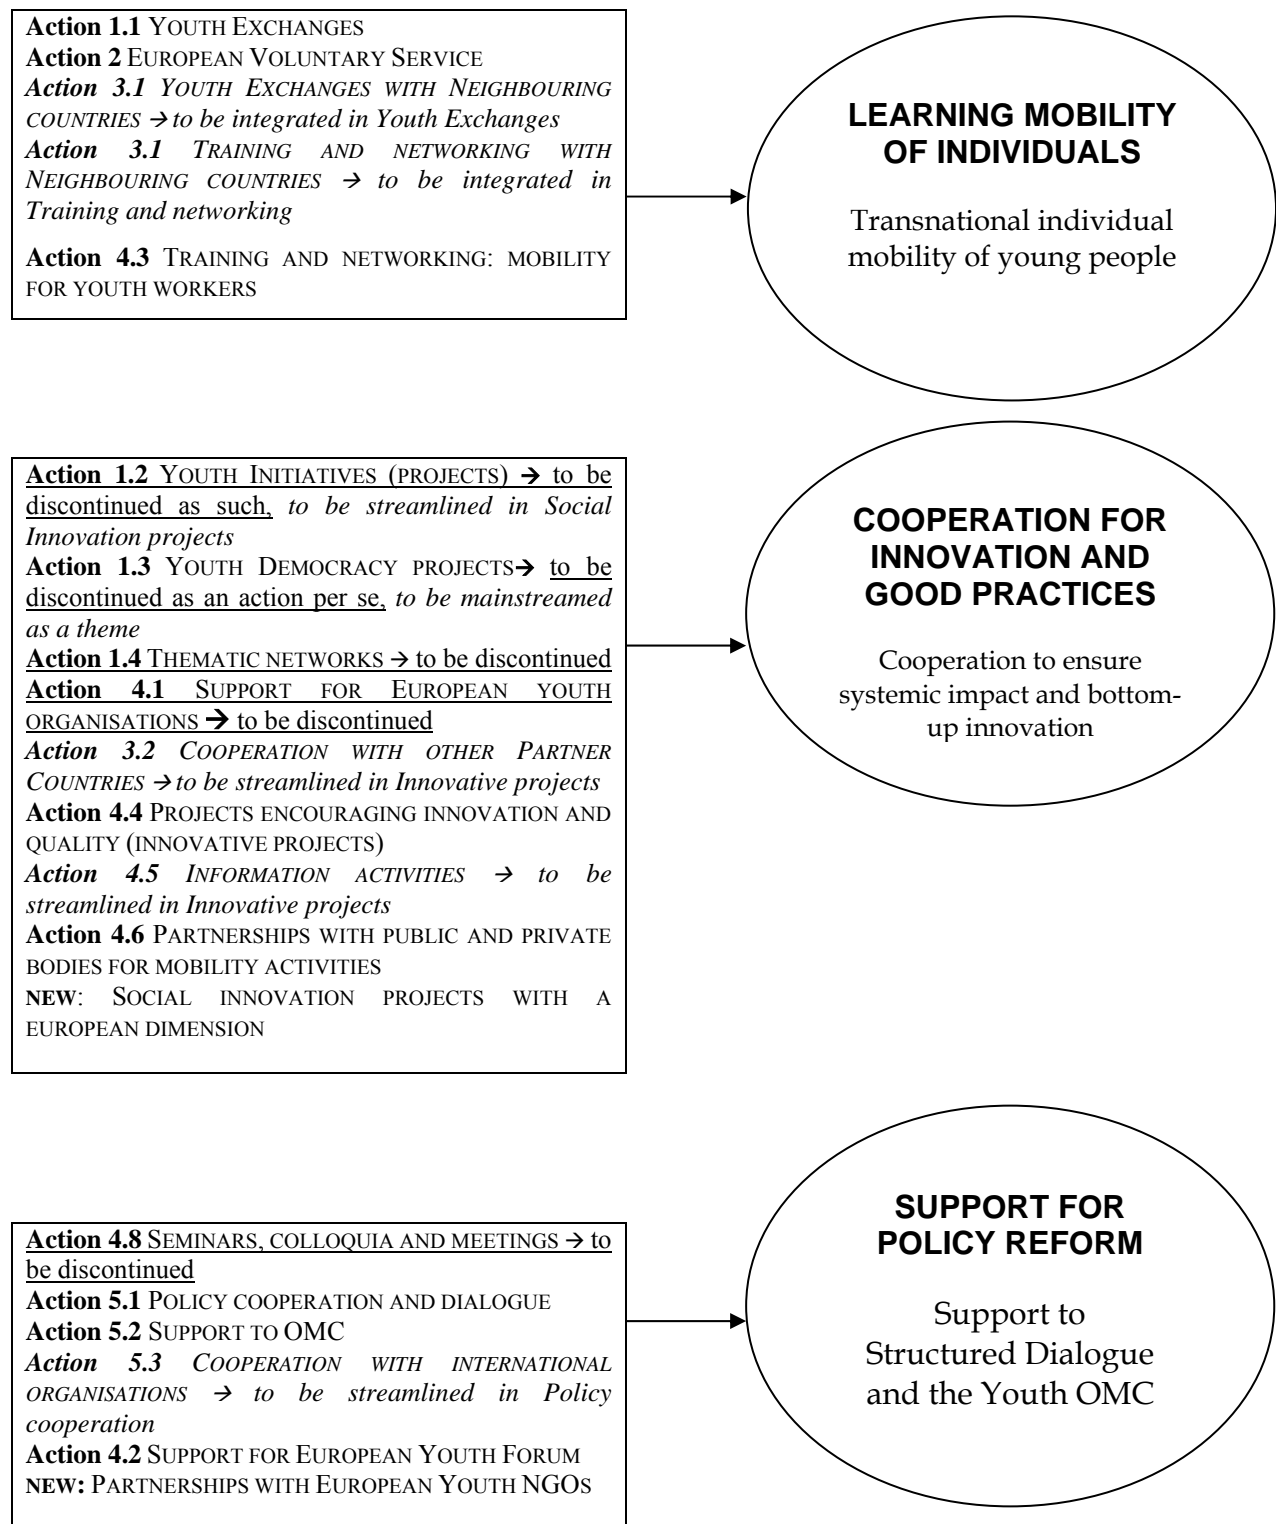 Action 1.1 YOUTH EXCHANGES
Action 2 EUROPEAN VOLUNTARY SERVICE
Action 3.1 YOUTH EXCHANGES WITH NEIGHBOURING
COUNTRIES → to be integrated in Youth Exchanges
Action 3.1 TRAINING AND NETWORKING WITH
NEIGHBOURING COUNTRIES → to be integrated in
Training and networking
Action 4.3 TRAINING AND NETWORKING: MOBILITY
FOR YOUTH WORKERS
LEARNING MOBILITY
OF INDIVIDUALS
Transnational individual
mobility of young people
Action 1.2 YOUTH INITIATIVES (PROJECTS) → to be
discontinued as such, to be streamlined in Social
Innovation projects
Action 1.3 YOUTH DEMOCRACY PROJECTS→ to be
discontinued as an action per se, to be mainstreamed
as a theme
Action 1.4 THEMATIC NETWORKS → to be discontinued
Action 4.1 SUPPORT FOR EUROPEAN YOUTH
ORGANISATIONS → to be discontinued
Action 3.2 COOPERATION WITH OTHER PARTNER
COUNTRIES → to be streamlined in Innovative projects
Action 4.4 PROJECTS ENCOURAGING INNOVATION AND
QUALITY (INNOVATIVE PROJECTS)
Action 4.5 INFORMATION ACTIVITIES → to be
streamlined in Innovative projects
Action 4.6 PARTNERSHIPS WITH PUBLIC AND PRIVATE
BODIES FOR MOBILITY ACTIVITIES
NEW: SOCIAL INNOVATION PROJECTS WITH A
EUROPEAN DIMENSION
COOPERATION FOR
INNOVATION AND
GOOD PRACTICES
Cooperation to ensure
systemic impact and bottom-
up innovation
Action 4.8 SEMINARS, COLLOQUIA AND MEETINGS → to
be discontinued
Action 5.1 POLICY COOPERATION AND DIALOGUE
Action 5.2 SUPPORT TO OMC
Action 5.3 COOPERATION WITH INTERNATIONAL
ORGANISATIONS → to be streamlined in Policy
cooperation
Action 4.2 SUPPORT FOR EUROPEAN YOUTH FORUM
NEW: PARTNERSHIPS WITH EUROPEAN YOUTH NGOS
SUPPORT FOR
POLICY REFORM
Support to
Structured Dialogue
and the Youth OMC